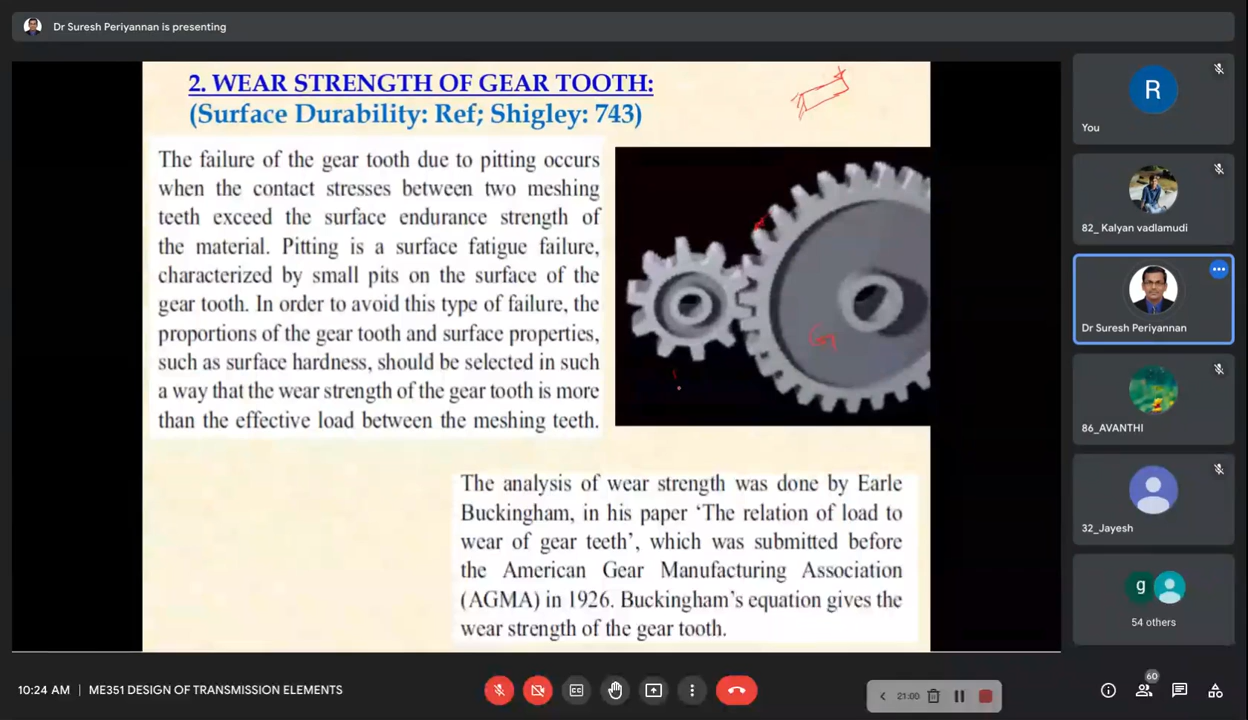 Dr Suresh Periyannan is presenting
2. WEAR STRENGTH OF GEAR TOOTH:
(Surface Durability: Ref; Shigley: 743)
The failure of the gear tooth due to pitting occurs
when the contact stresses between two meshing
teeth exceed the surface endurance strength of
the material. Pitting is a surface fatigue failure,
characterized by small pits on the surface of the
gear tooth. In order to avoid this type of failure, the
proportions of the gear tooth and surface properties,
such as surface hardness, should be selected in such
a way that the wear strength of the gear tooth is more
than the effective load between the meshing teeth.
G
The analysis of wear strength was done by Earle
Buckingham, in his paper ‘The relation of load to
wear of gear teeth’, which was submitted before
the American Gear Manufacturing Association
(AGMA) in 1926. Buckingham’s equation gives the
wear strength of the gear tooth.
R
You
82_ Kalyan vadlamudi
Dr Suresh Periyannan
86_AVANTHI
32_Jayesh
g
54 others
10:24 AM | ME351 DESIGN OF TRANSMISSION ELEMENTS
CC
21:00
60